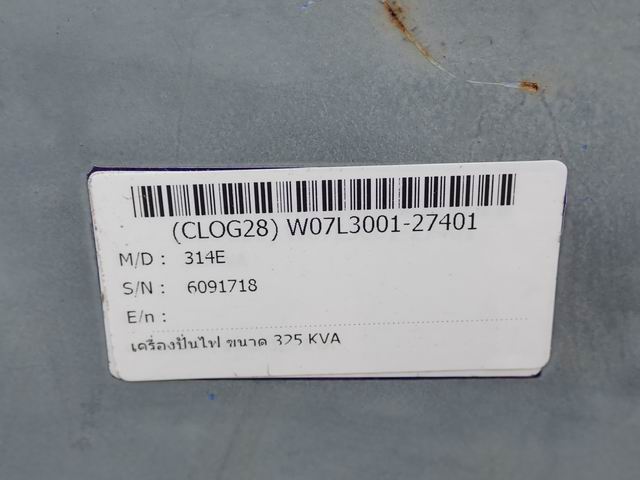 (CLOG28) W07L3001-27401
M/D : 314E
S/N : 6091718
E/n :
เครื่องปั่นไฟ ขนาด 325 KVA